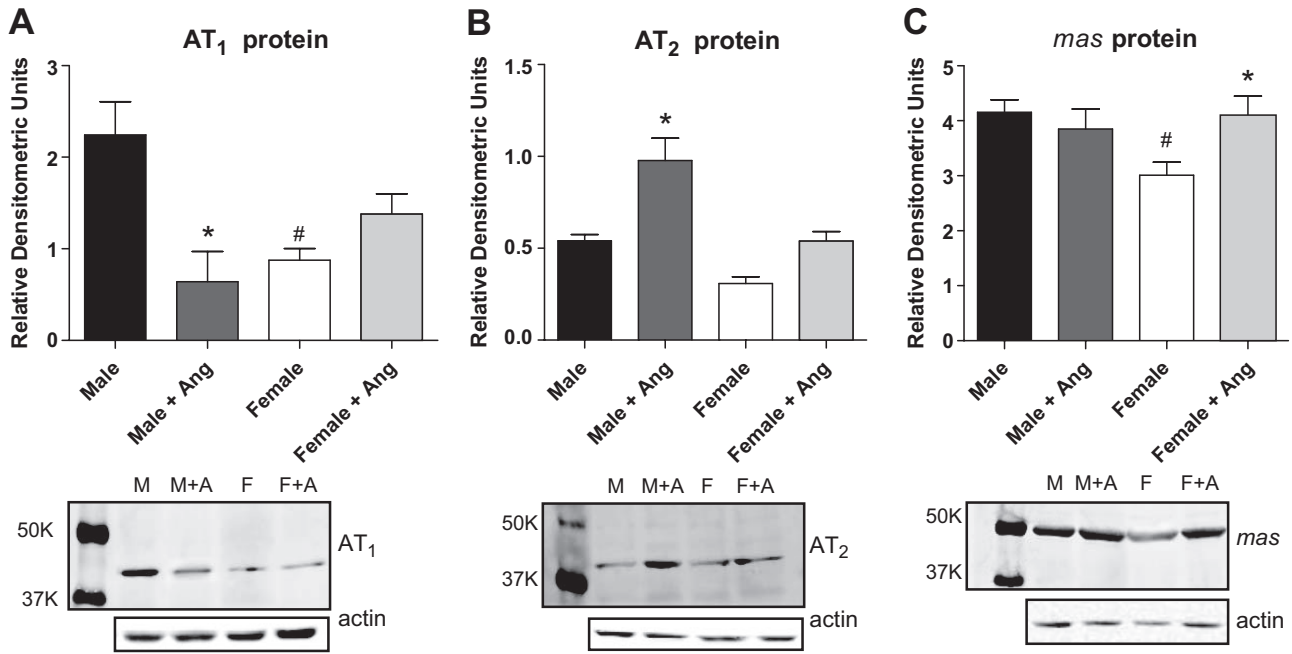 A
AT1 protein
Relative Densitometric Units
3
2
1
0
*
#
Male
Male + Ang
Female
Female + Ang
M M+A F F+A
50K
37K
AT1
actin
B
AT2 protein
Relative Densitometric Units
1.5
1.0
0.5
0.0
*
Male
Male + Ang
Female
Female + Ang
M M+A F F+A
50K
37K
AT2
actin
C
mas protein
Relative Densitometric Units
5
4
3
2
1
0
#
*
Male
Male + Ang
Female
Female + Ang
M M+A F F+A
50K
37K
mas
actin